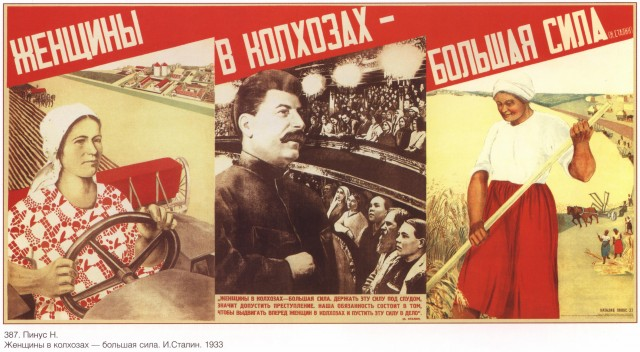 ЖЕНЩИНЫ
В КОЛХОЗАХ –
БОЛЬШАЯ СИЛА
(И. СТАЛИН)
„ЖЕНЩИНЫ В КОЛХОЗАХ—БОЛЬШАЯ СИЛА. ДЕРЖАТЬ ЭТУ СИЛУ ПОД СПУДОМ,
ЗНАЧИТ ДОПУСТИТЬ ПРЕСТУПЛЕНИЕ. НАША ОБЯЗАННОСТЬ СОСТОИТ В ТОМ,
ЧТОБЫ ВЫДВИГАТЬ ВПЕРЕД ЖЕНЩИН В КОЛХОЗАХ И ПУСТИТЬ ЭТУ СИЛУ В ДЕЛО"
387. Пинус Н.
Женщины в колхозах — большая сила. И.Сталин. 1933